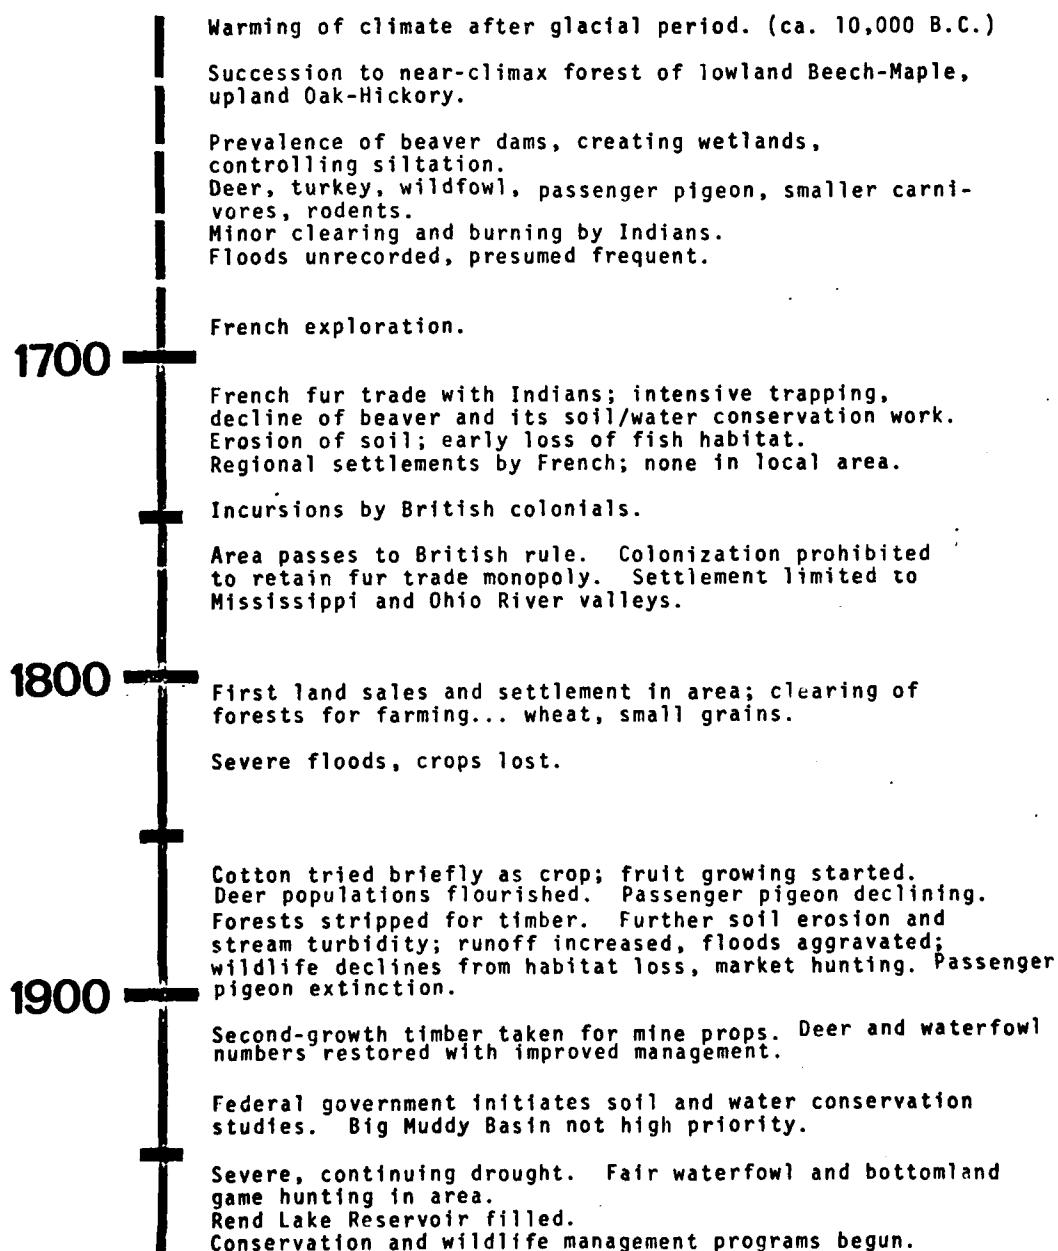 Warming of climate after glacial period. (ca. 10,000 B.C.)
Succession to near-climax forest of lowland Beech-Maple,
upland Oak-Hickory.
Prevalence of beaver dams, creating wetlands,
controlling siltation.
Deer, turkey, wildfowl, passenger pigeon, smaller carni-
vores, rodents.
Minor clearing and burning by Indians.
Floods unrecorded, presumed frequent.
French exploration.
1700
French fur trade with Indians; intensive trapping,
decline of beaver and its soil/water conservation work.
Erosion of soil; early loss of fish habitat.
Regional settlements by French; none in local area.
Incursions by British colonials.
Area passes to British rule. Colonization prohibited
to retain fur trade monopoly. Settlement limited to
Mississippi and Ohio River valleys.
1800
First land sales and settlement in area; clearing of
forests for farming... wheat, small grains.
Severe floods, crops lost.
Cotton tried briefly as crop; fruit growing started.
Deer populations flourished. Passenger pigeon declining.
Forests stripped for timber. Further soil erosion and
stream turbidity; runoff increased, floods aggravated;
wildlife declines from habitat loss, market hunting. Passenger
pigeon extinction.
1900
Second-growth timber taken for mine props. Deer and waterfowl
numbers restored with improved management.
Federal government initiates soil and water conservation
studies. Big Muddy Basin not high priority.
Severe, continuing drought. Fair waterfowl and bottomland
game hunting in area.
Rend Lake Reservoir filled.
Conservation and wildlife management programs begun.